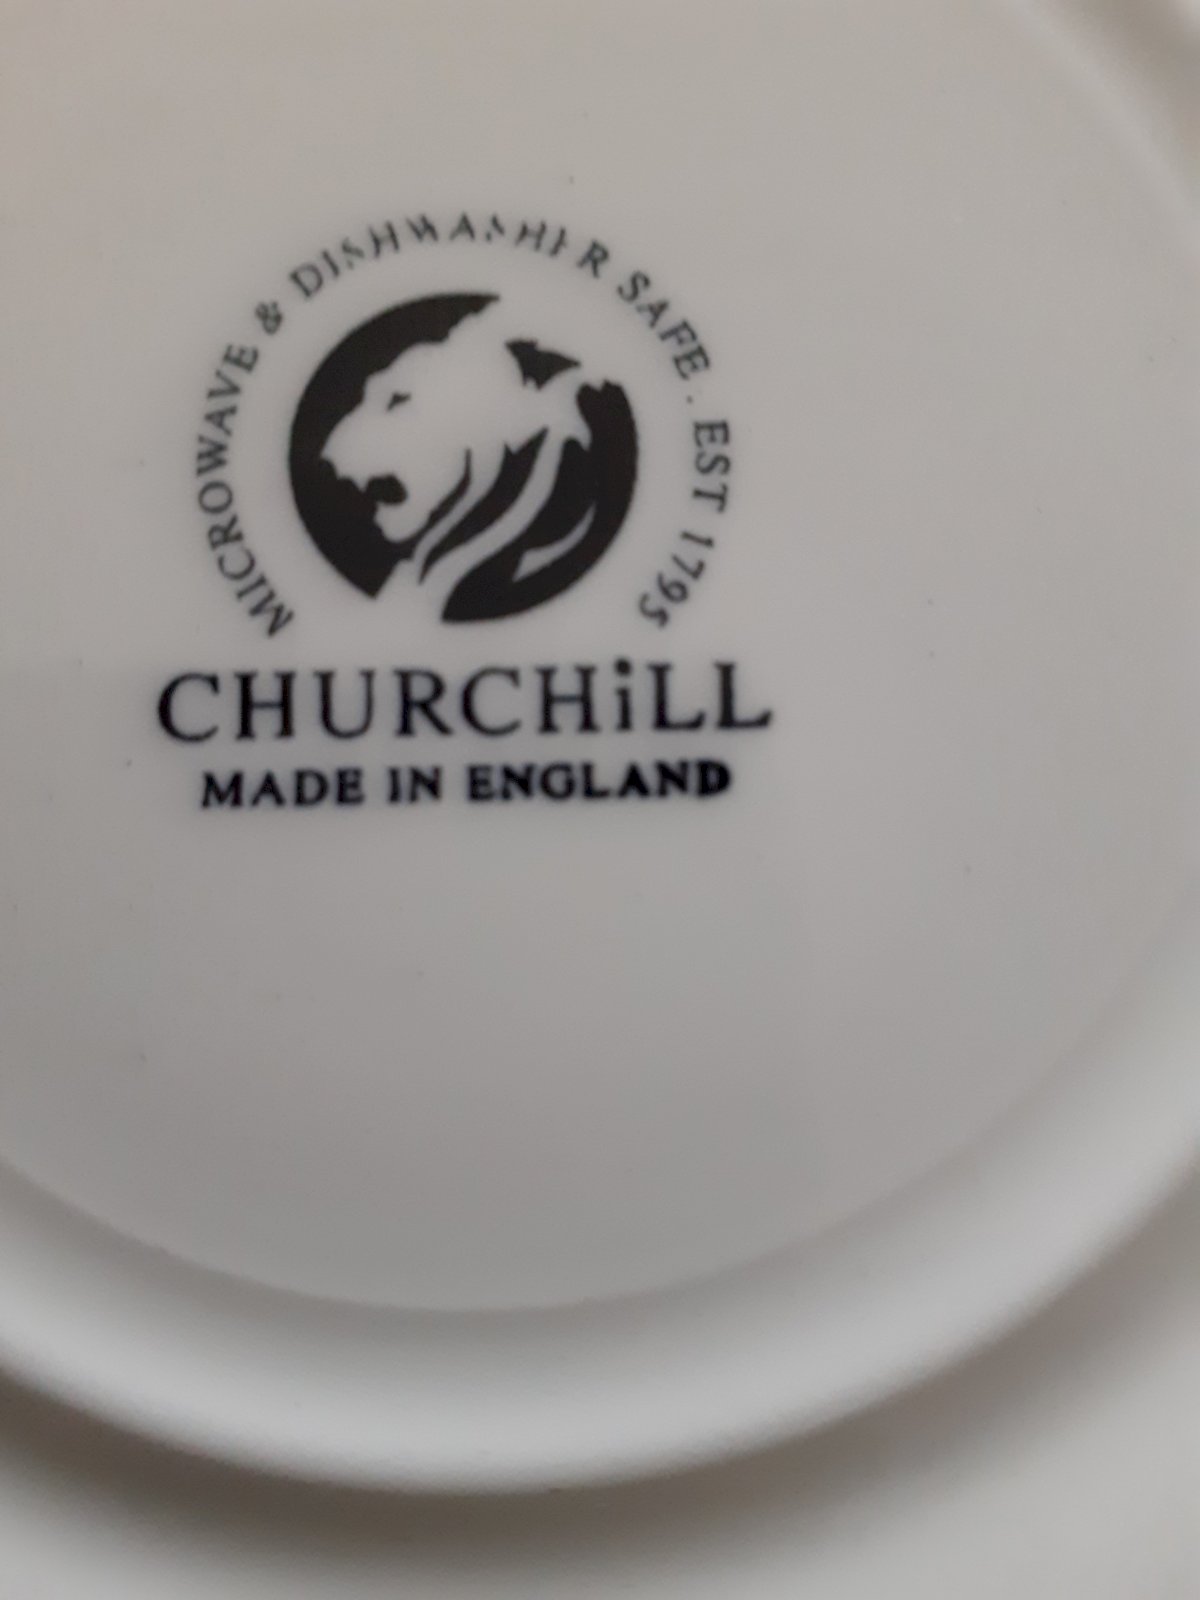 MICROWAVE & DISHWASHER SAFE . EST 1795
CHURCHiLL
MADE IN ENGLAND